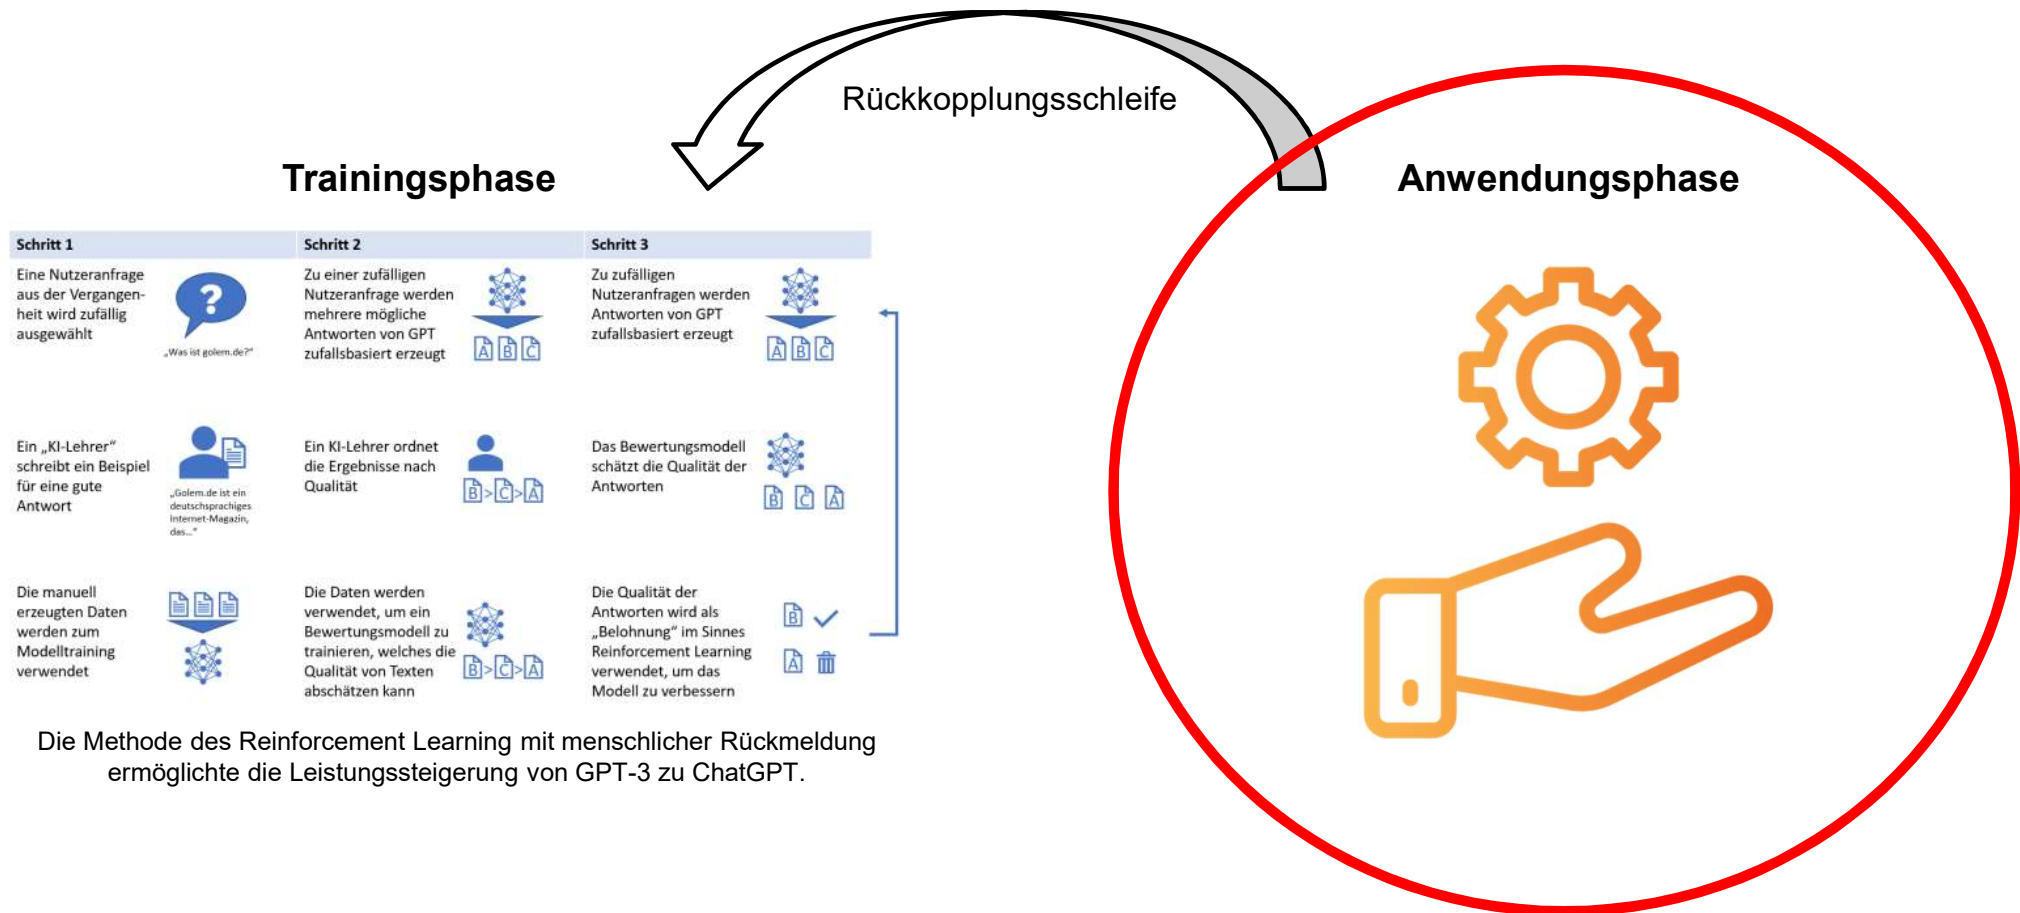 Rückkopplungsschleife
Trainingsphase
Anwendungsphase
Schritt 1
Eine Nutzeranfrage
aus der Vergangen-
heit wird zufällig
ausgewählt
?
„Was ist golem.de?“
Ein „KI-Lehrer“
schreibt ein Beispiel
für eine gute
Antwort
„Golem.de ist ein
deutschsprachiges
Internet-Magazin,
das...“
Die manuell
erzeugten Daten
werden zum
Modelltraining
verwendet
Schritt 2
Zu einer zufälligen
Nutzeranfrage werden
mehrere mögliche
Antworten von GPT
zufallsbasiert erzeugt
A B C
Ein KI-Lehrer ordnet
die Ergebnisse nach
Qualität
B>C>A
Die Daten werden
verwendet, um ein
Bewertungsmodell zu
trainieren, welches die
Qualität von Texten
abschätzen kann
B>C>A
Schritt 3
Zu zufälligen
Nutzeranfragen werden
Antworten von GPT
zufallsbasiert erzeugt
A B C
Das Bewertungsmodell
schätzt die Qualität der
Antworten
B C A
Die Qualität der
Antworten wird als
„Belohnung“ im Sinnes
Reinforcement Learning
verwendet, um das
Modell zu verbessern
B
A
Die Methode des Reinforcement Learning mit menschlicher Rückmeldung
ermöglichte die Leistungssteigerung von GPT-3 zu ChatGPT.